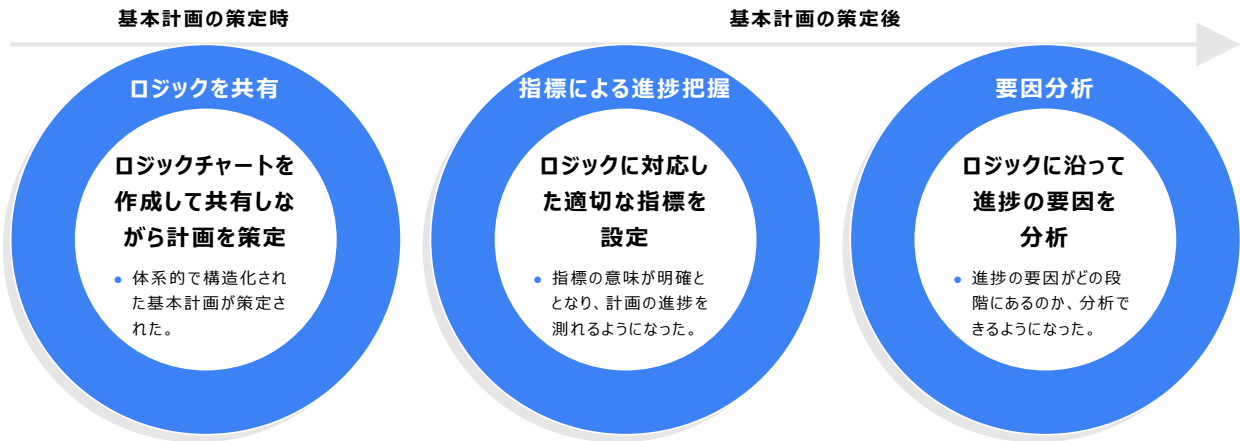 基本計画の策定時
基本計画の策定後
ロジックを共有
ロジックチャートを
作成して共有しな
がら計画を策定
● 体系的で構造化され
た基本計画が策定さ
れた。
指標による進捗把握
ロジックに対応し
た適切な指標を
設定
● 指標の意味が明確と
となり、計画の進捗を
測れるようになった。
要因分析
ロジックに沿って
進捗の要因を
分析
● 進捗の要因がどの段
階にあるのか、分析で
きるようになった。